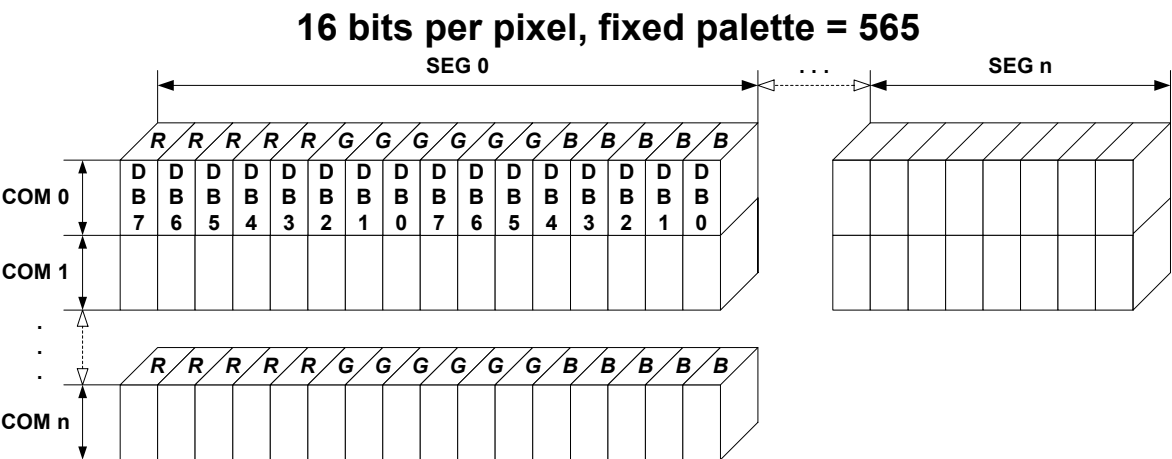 16 bits per pixel, fixed palette = 565
SEG 0 . . . SEG n
R R R R R G G G G G G B B B B B
COM 0
D D D D D D D D D D D D D D D D
B B B B B B B B B B B B B B B B
7 6 5 4 3 2 1 0 7 6 5 4 3 2 1 0
COM 1
.
.
.
R R R R R G G G G G G B B B B B
COM n